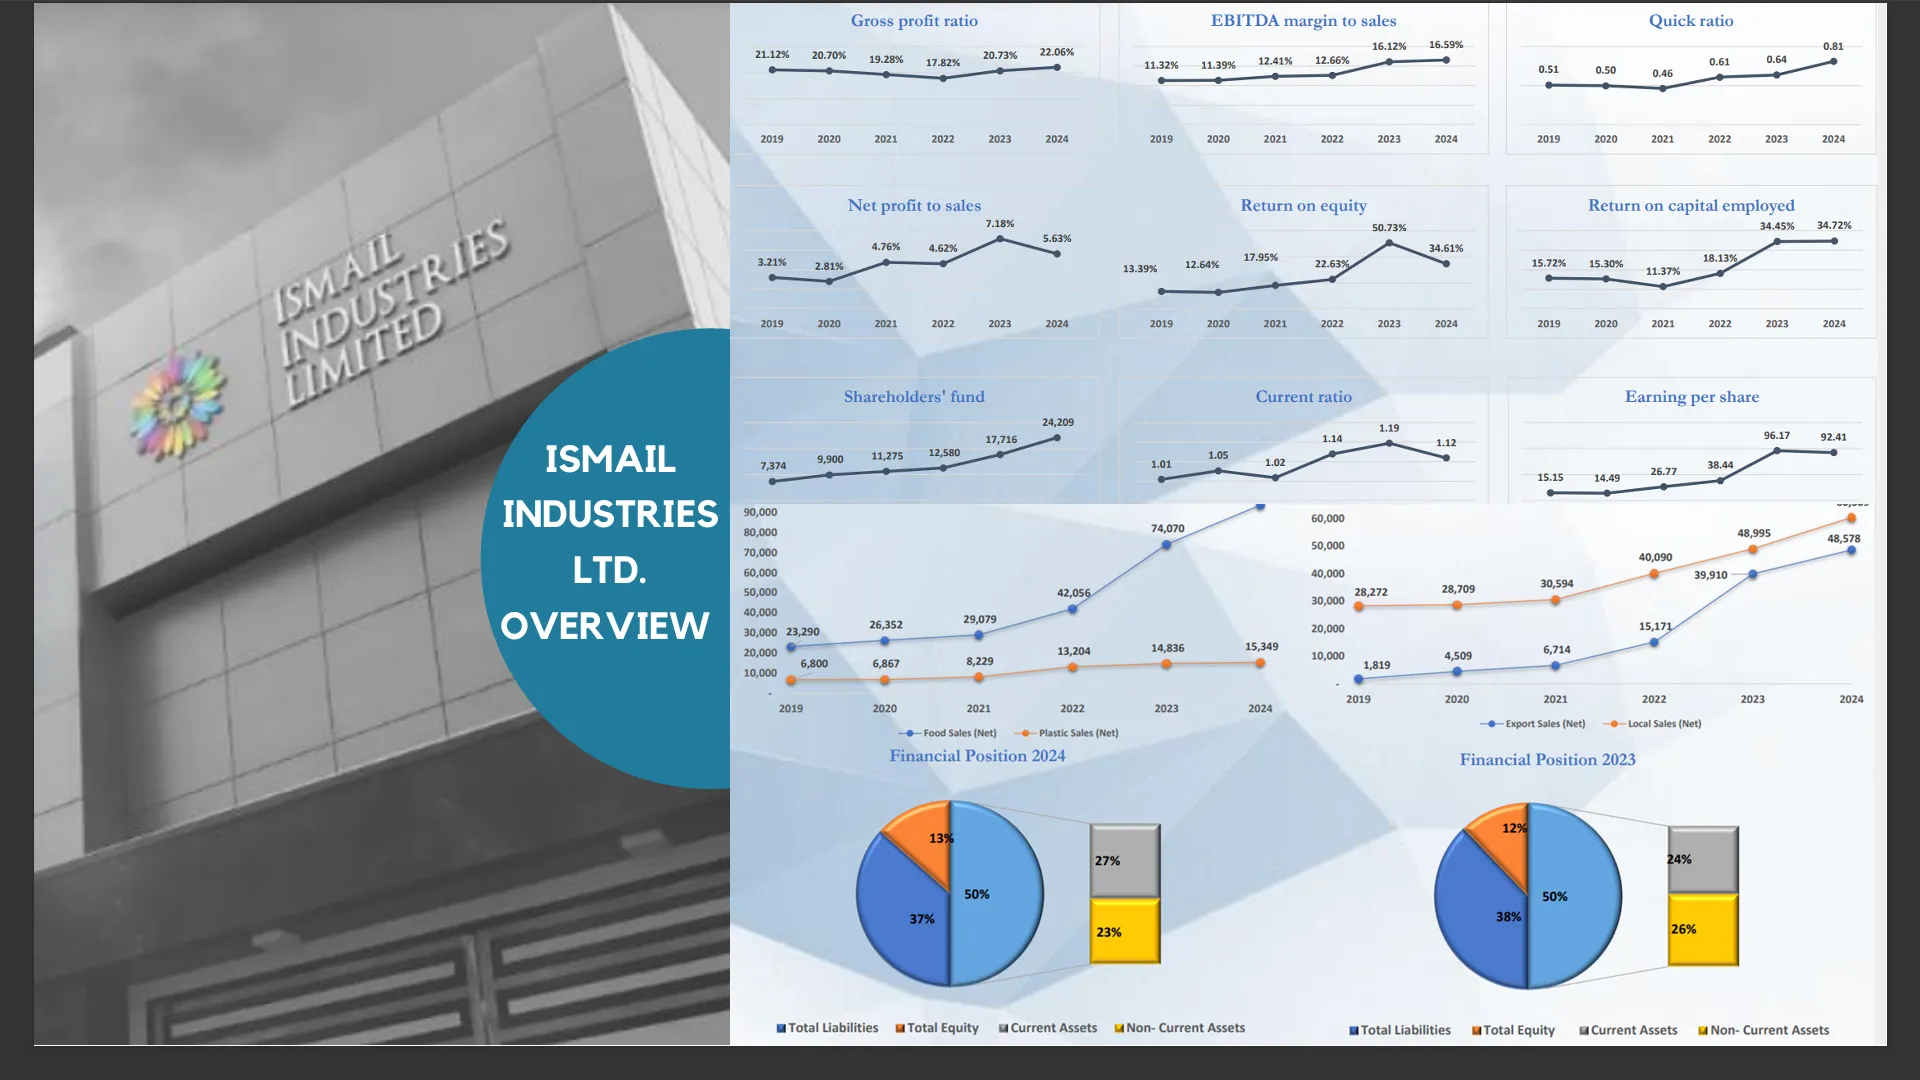 ISMAIL
INDUSTRIES
LIMITED
ISMAIL
INDUSTRIES
LTD.
OVERVIEW
Gross profit ratio
21.12% 20.70% 19.28% 17.82% 20.73% 22.06%
2019 2020 2021 2022 2023 2024
EBITDA margin to sales
11.32% 11.39% 12.41% 12.66% 16.12% 16.59%
2019 2020 2021 2022 2023 2024
Quick ratio
0.51 0.50 0.46 0.61 0.64 0.81
2019 2020 2021 2022 2023 2024
Net profit to sales
3.21% 2.81% 4.76% 4.62% 7.18% 5.63%
2019 2020 2021 2022 2023 2024
Return on equity
13.39% 12.64% 17.95% 22.63% 50.73% 34.61%
2019 2020 2021 2022 2023 2024
Return on capital employed
15.72% 15.30% 11.37% 18.13% 34.45% 34.72%
2019 2020 2021 2022 2023 2024
Shareholders' fund
7,374 9,900 11,275 12,580 17,716 24,209
Current ratio
1.01 1.05 1.02 1.14 1.19 1.12
Earning per share
15.15 14.49 26.77 38.44 96.17 92.41
90,000
80,000
70,000
60,000
50,000
40,000
30,000
20,000
10,000
-
23,290 26,352 29,079 42,056 74,070
6,800 6,867 8,229 13,204 14,836 15,349
2019 2020 2021 2022 2023 2024
Food Sales (Net) Plastic Sales (Net)
60,000
50,000
40,000
30,000
20,000
10,000
-
28,272 28,709 30,594 40,090 48,995
1,819 4,509 6,714 15,171 39,910 48,578
2019 2020 2021 2022 2023 2024
Export Sales (Net) Local Sales (Net)
Financial Position 2024
13%
37%
50%
27%
23%
Total Liabilities Total Equity Current Assets Non- Current Assets
Financial Position 2023
12%
38%
50%
24%
26%
Total Liabilities Total Equity Current Assets Non- Current Assets